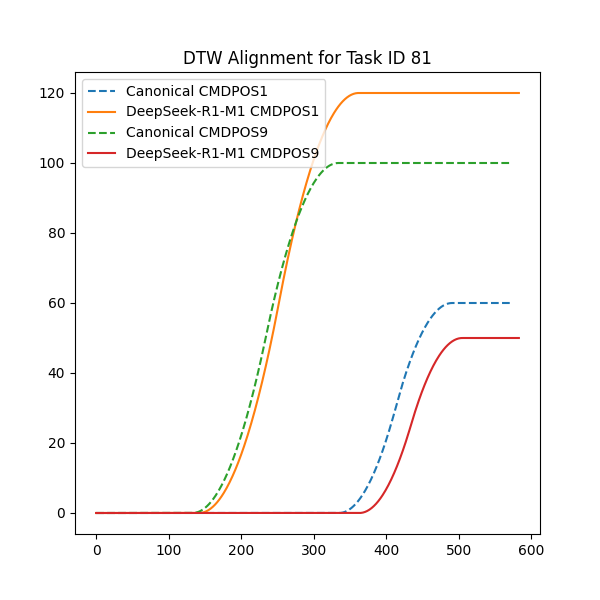 DTW Alignment for Task ID 81
Canonical CMDPOS1
DeepSeek-R1-M1 CMDPOS1
Canonical CMDPOS9
DeepSeek-R1-M1 CMDPOS9
120
100
80
60
40
20
0
0 100 200 300 400 500 600